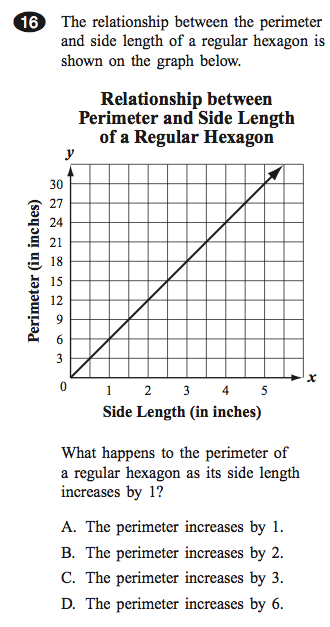 16 The relationship between the perimeter
and side length of a regular hexagon is
shown on the graph below.
Relationship between
Perimeter and Side Length
of a Regular Hexagon
y
Perimeter (in inches)
30
27
24
21
18
15
12
9
6
3
0 1 2 3 4 5 x
Side Length (in inches)
What happens to the perimeter of
a regular hexagon as its side length
increases by 1?
A. The perimeter increases by 1.
B. The perimeter increases by 2.
C. The perimeter increases by 3.
D. The perimeter increases by 6.